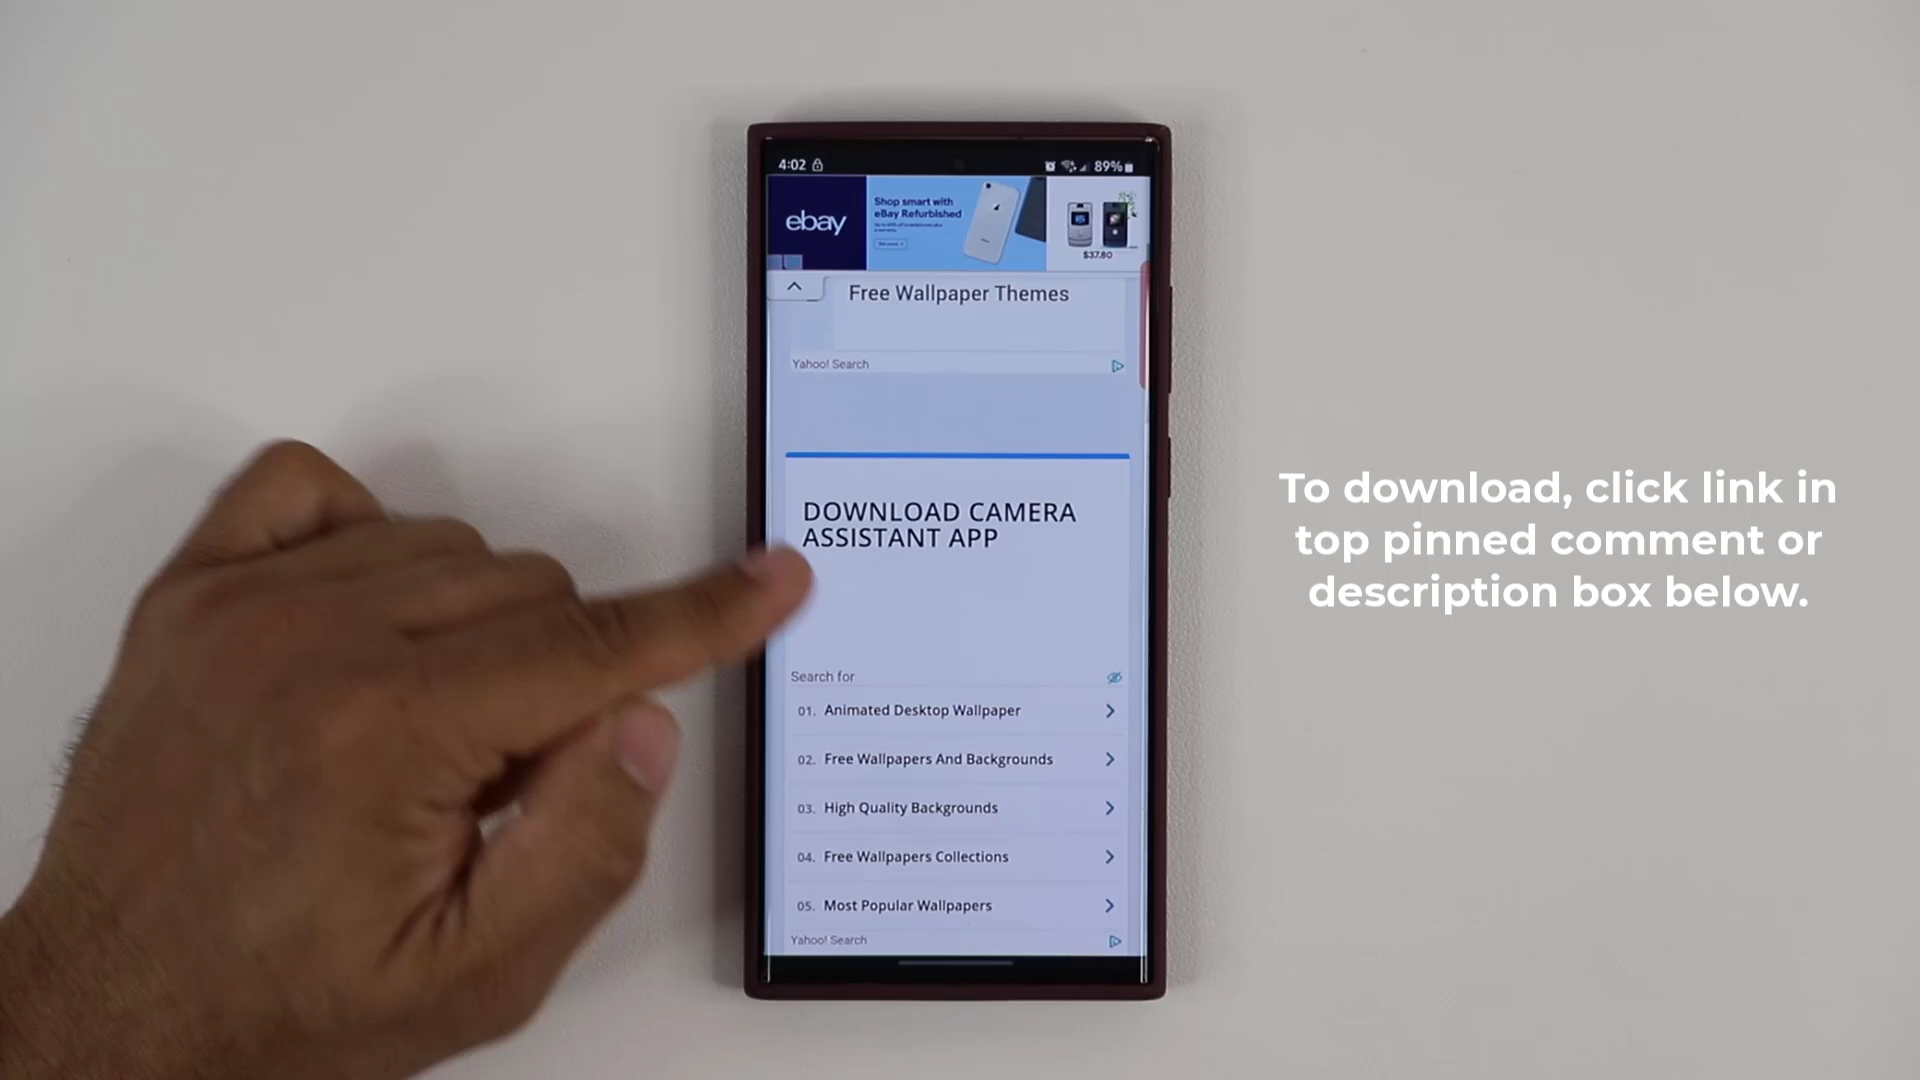 4:02
89%
ebay
Shop smart with
eBay Refurbished
$37.80
Free Wallpaper Themes
Yahoo! Search
DOWNLOAD CAMERA
ASSISTANT APP
Search for
01. Animated Desktop Wallpaper
02. Free Wallpapers And Backgrounds
03. High Quality Backgrounds
04. Free Wallpapers Collections
05. Most Popular Wallpapers
Yahoo! Search
To download, click link in
top pinned comment or
description box below.